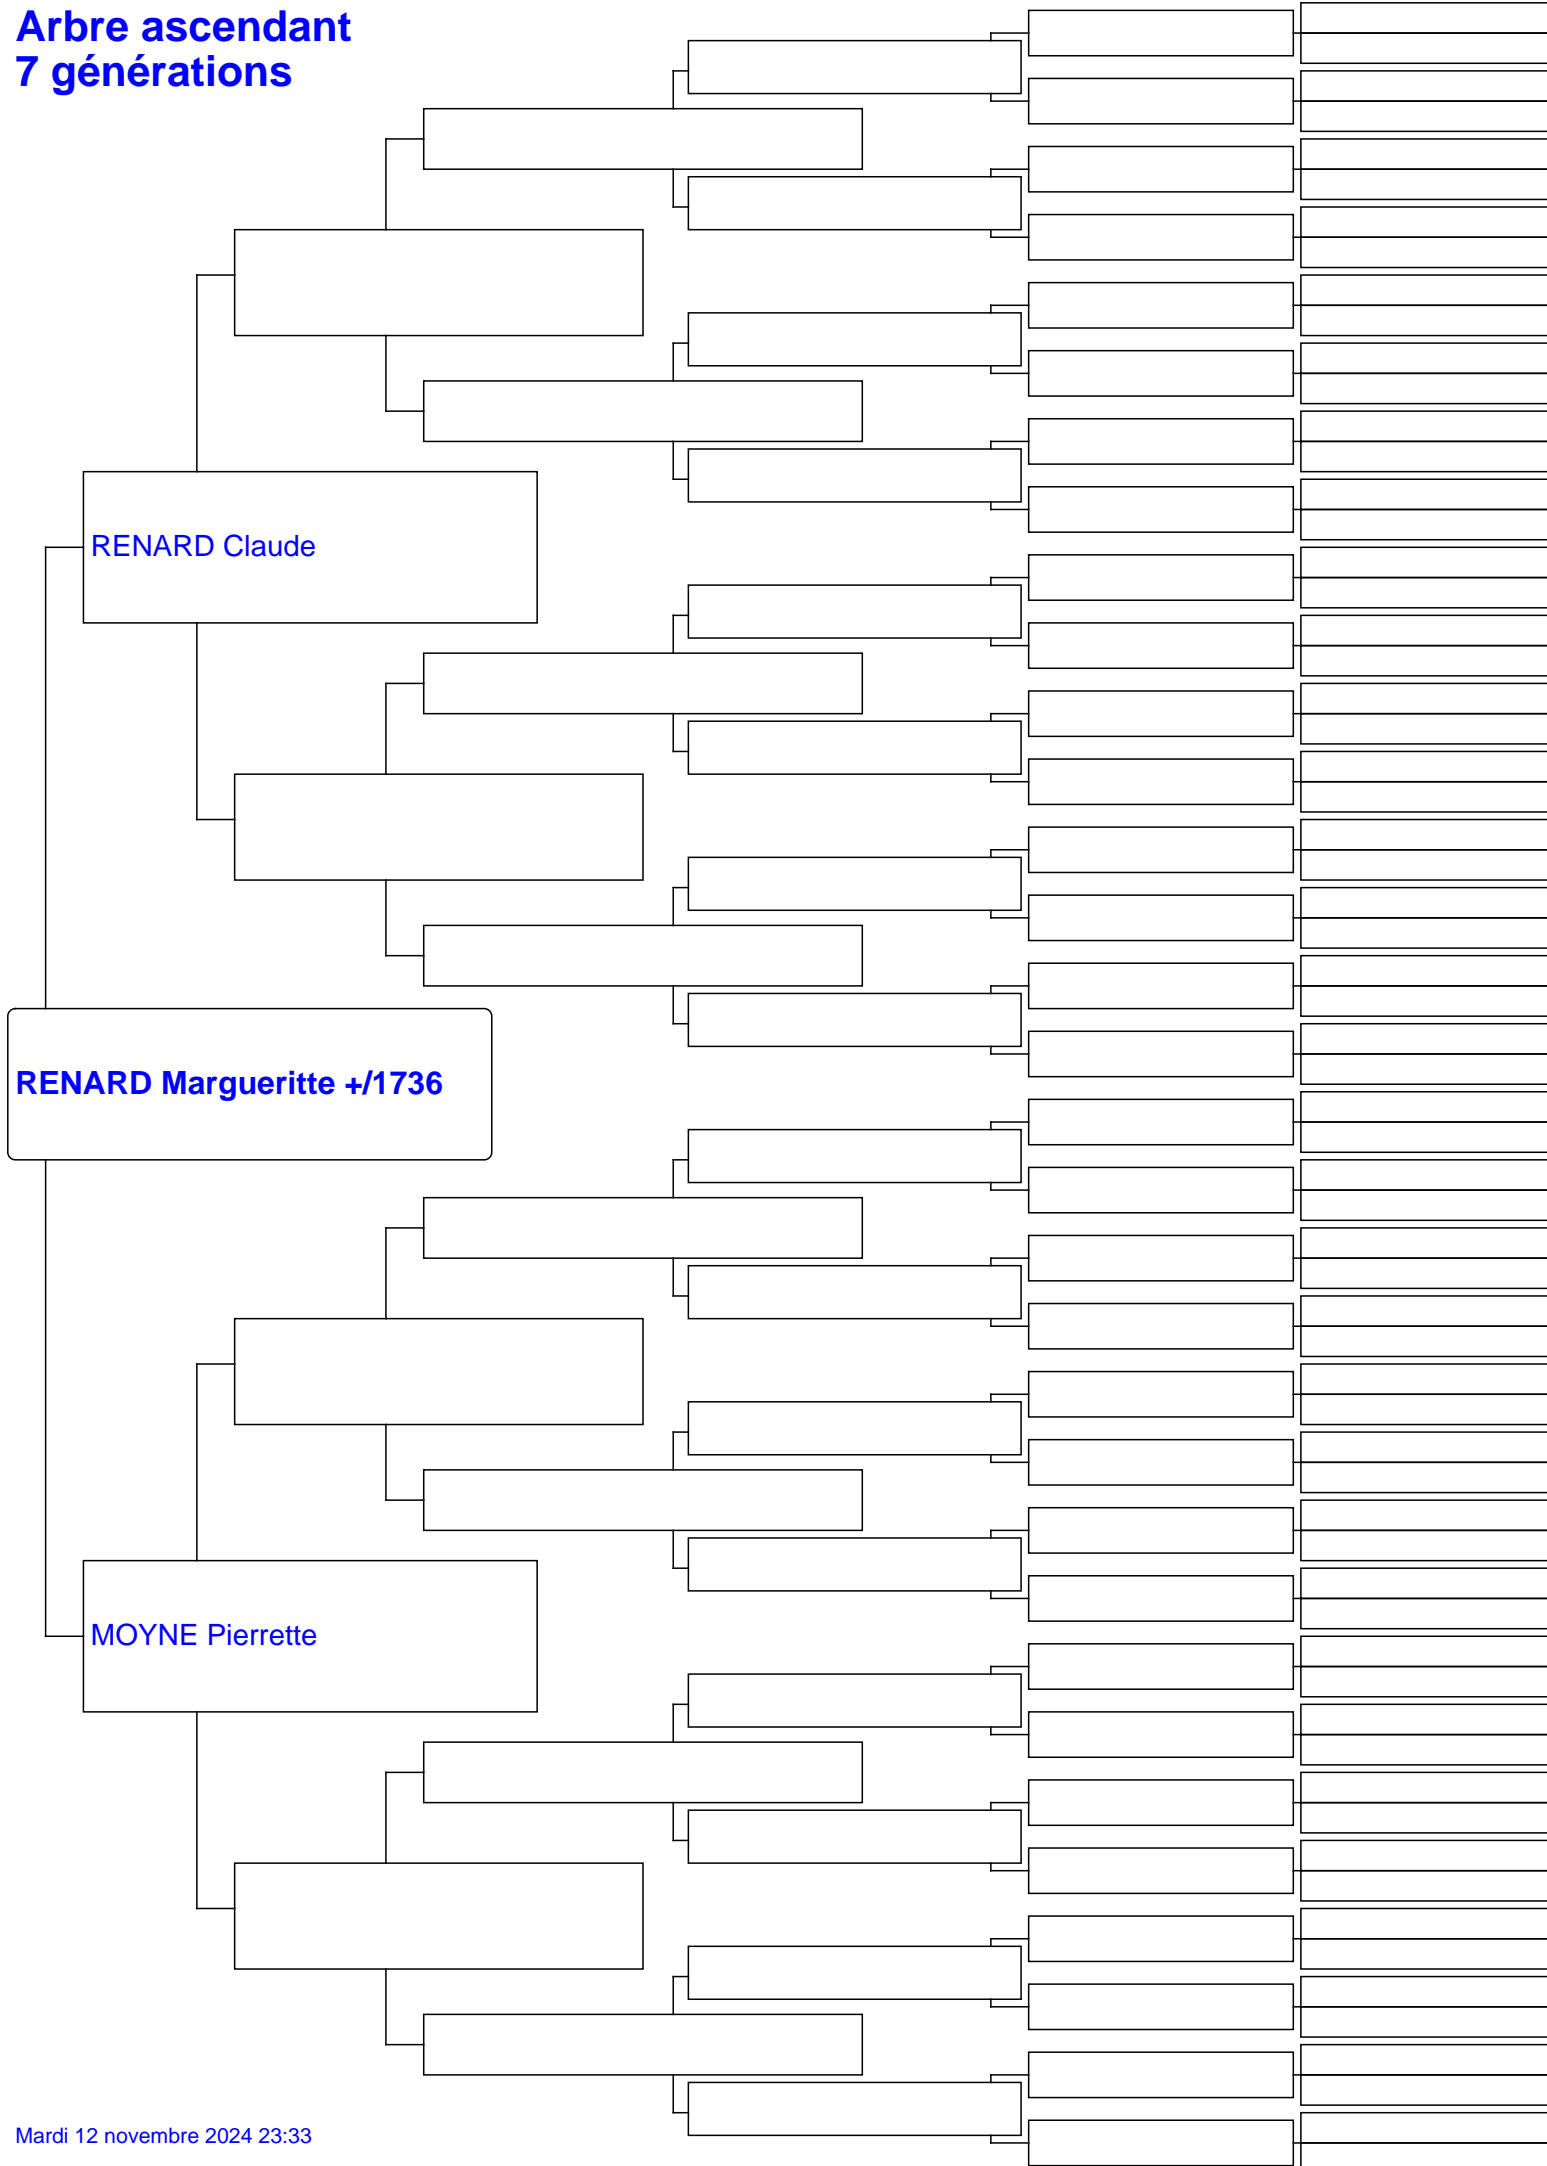 Arbre ascendant
7 générations
RENARD Claude
RENARD Margueritte +/1736
MOYNE Pierrette
Mardi 12 novembre 2024 23:33